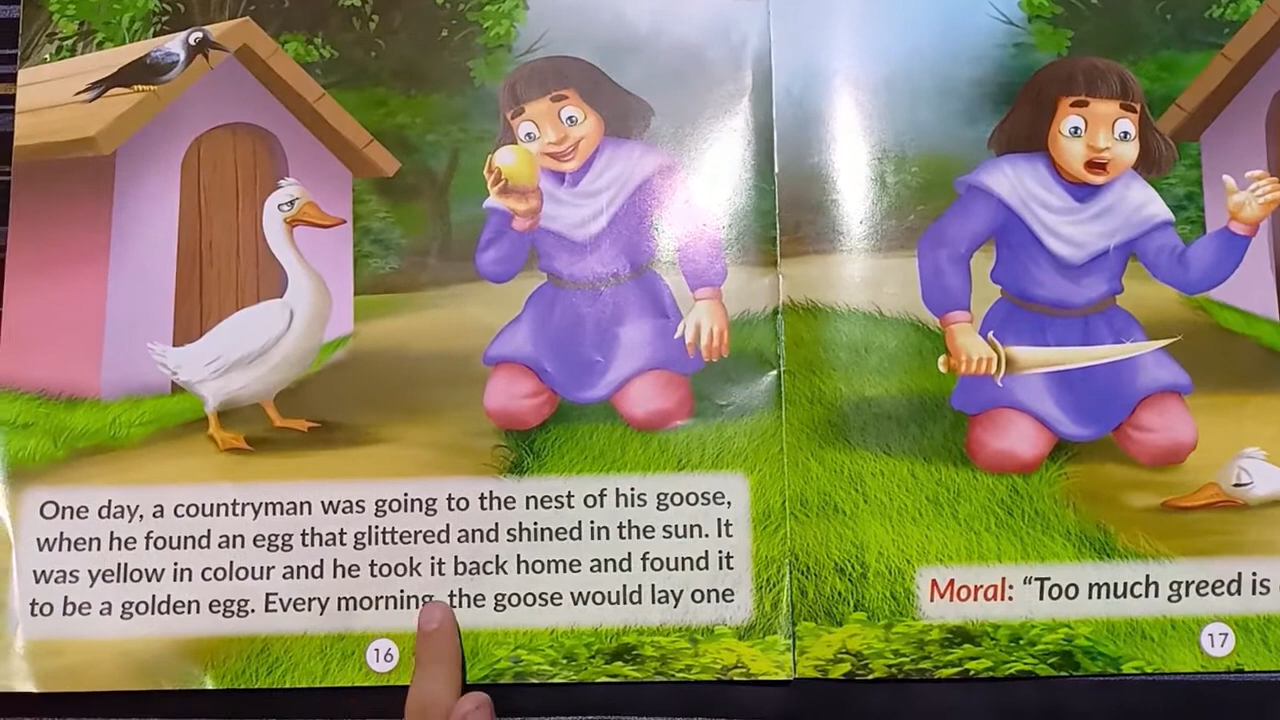 One day, a countryman was going to the nest of his goose,
when he found an egg that glittered and shined in the sun. It
was yellow in colour and he took it back home and found it
to be a golden egg. Every morning, the goose would lay one
16
Moral: “Too much greed is
17